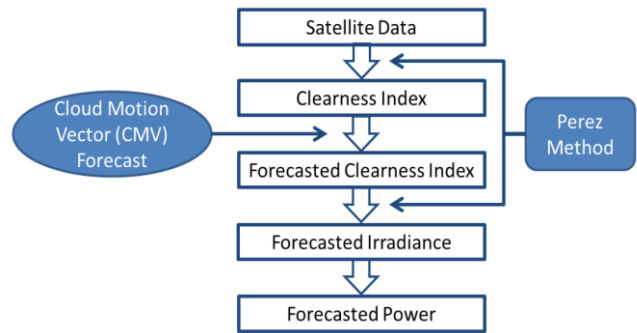 Satellite Data
Clearness Index
Cloud Motion
Vector (CMV)
Forecast
Perez
Method
Forecasted Clearness Index
Forecasted Irradiance
Forecasted Power